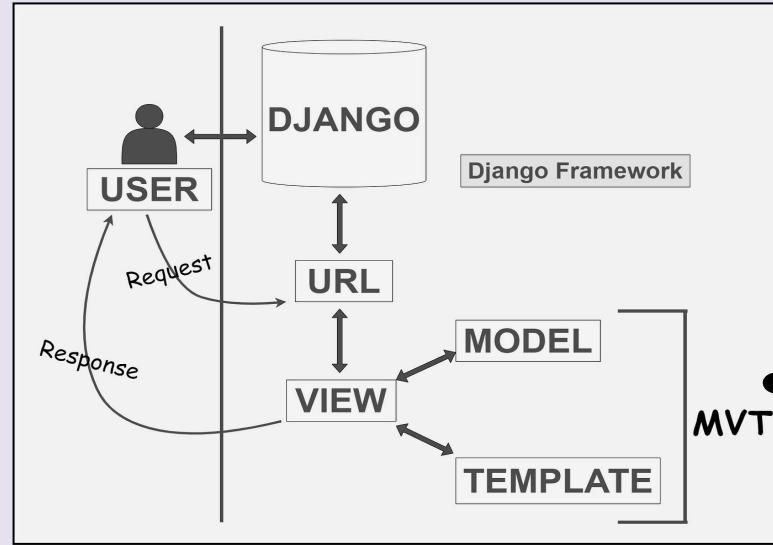 DJANGO
Django Framework
USER
Request
URL
Response
MODEL
VIEW
MVT
TEMPLATE